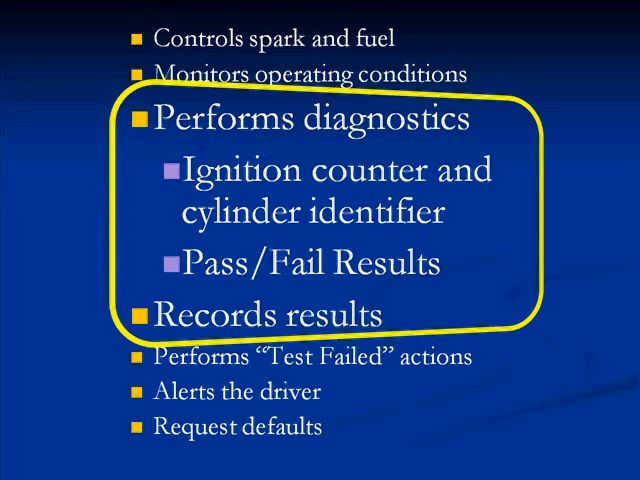 Controls spark and fuel
Monitors operating conditions
Performs diagnostics
Ignition counter and
cylinder identifier
Pass/Fail Results
Records results
Performs “Test Failed” actions
Alerts the driver
Request defaults